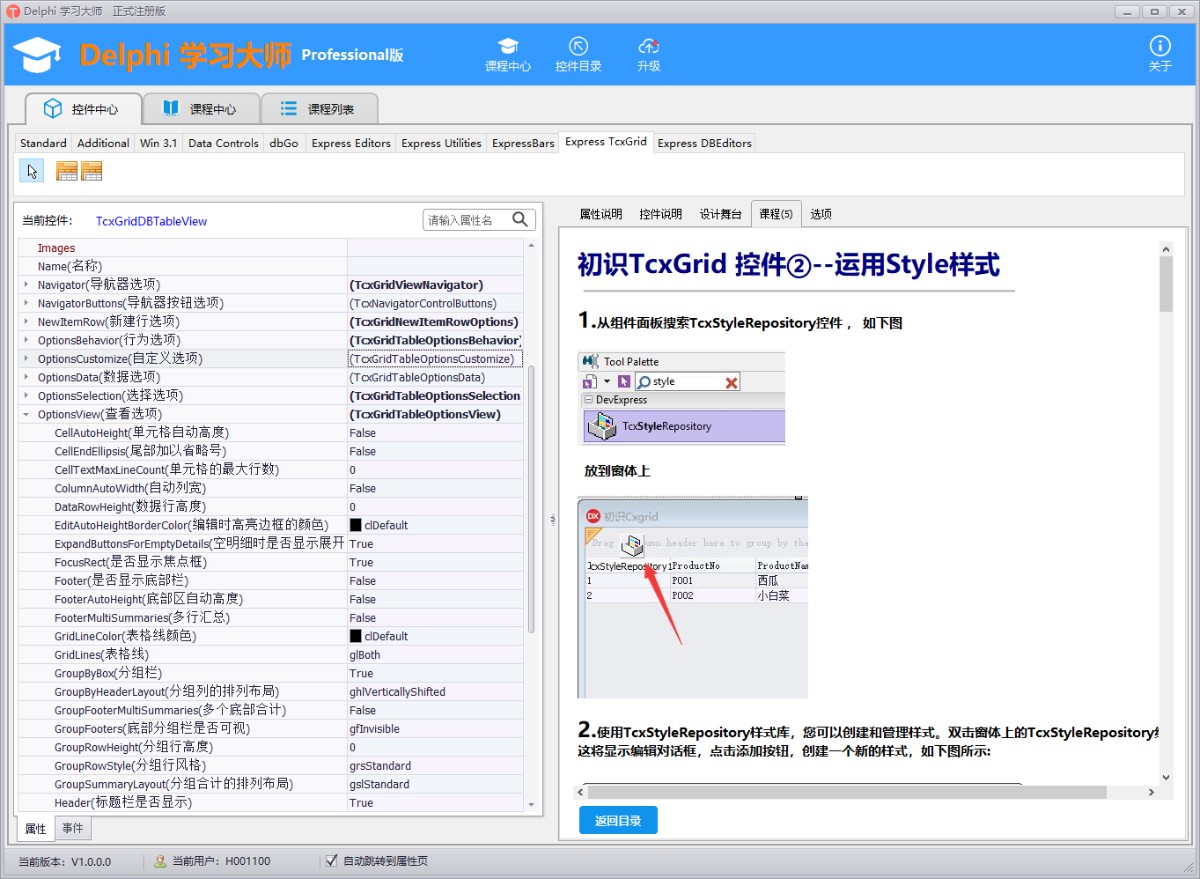 Delphi 学习大师 正式注册版
Delphi 学习大师 Professional版
课程中心 控件目录 升级 关于
控件中心 课程中心 课程列表
Standard Additional Win 3.1 Data Controls dbGo Express Editors Express Utilities ExpressBars Express TcxGrid Express DBEditors
当前控件: TcxGridDBTableView 请输入属性名
Images
Name(名称)
Navigator(导航器选项) (TcxGridViewNavigator)
NavigatorButtons(导航器按钮选项) (TcxNavigatorControlButtons)
NewItemRow(新建行选项) (TcxGridNewItemRowOptions)
OptionsBehavior(行为选项) (TcxGridTableOptionsBehavior)
OptionsCustomize(自定义选项) (TcxGridTableOptionsCustomize)
OptionsData(数据选项) (TcxGridTableOptionsData)
OptionsSelection(选择选项) (TcxGridTableOptionsSelection
OptionsView(查看选项) (TcxGridTableOptionsView)
CellAutoHeight(单元格自动高度) False
CellEndEllipsis(尾部加以省略号) False
CellTextMaxLineCount(单元格的最大行数) 0
ColumnAutoWidth(自动列宽) False
DataRowHeight(数据行高度) 0
EditAutoHeightBorderColor(编辑时高亮边框的颜色) clDefault
ExpandButtonsForEmptyDetails(空明细时是否显示展开 True
FocusRect(是否显示焦点框) True
Footer(是否显示底部栏) False
FooterAutoHeight(底部区自动高度) False
FooterMultiSummaries(多行汇总) False
GridLineColor(表格线颜色) clDefault
GridLines(表格线) glBoth
GroupByBox(分组栏) True
GroupByHeaderLayout(分组列的排列布局) ghlVerticallyShifted
GroupFooterMultiSummaries(多个底部合计) False
GroupFooters(底部分组栏是否可视) gfInvisible
GroupRowHeight(分组行高度) 0
GroupRowStyle(分组行风格) grsStandard
GroupSummaryLayout(分组合计的排列布局) gslStandard
Header(标题栏是否显示) True
属性 事件
属性说明 控件说明 设计舞台 课程(5) 选项
初识TcxGrid 控件②--运用Style样式
1.从组件面板搜索TcxStyleRepository控件 ， 如下图
Tool Palette
style
DevExpress
TcxStyleRepository
放到窗体上
DX 初识Cxgrid
Drag column header here to group by tha
cxStyleRepository1 ProductNo ProductNam
1 P001 西瓜
2 P002 小白菜
2.使用TcxStyleRepository样式库，您可以创建和管理样式。双击窗体上的TcxStyleRepository
这将显示编辑对话框，点击添加按钮，创建一个新的样式，如下图所示:
返回目录
当前版本: V1.0.0.0 当前用户: H001100 自动跳转到属性页